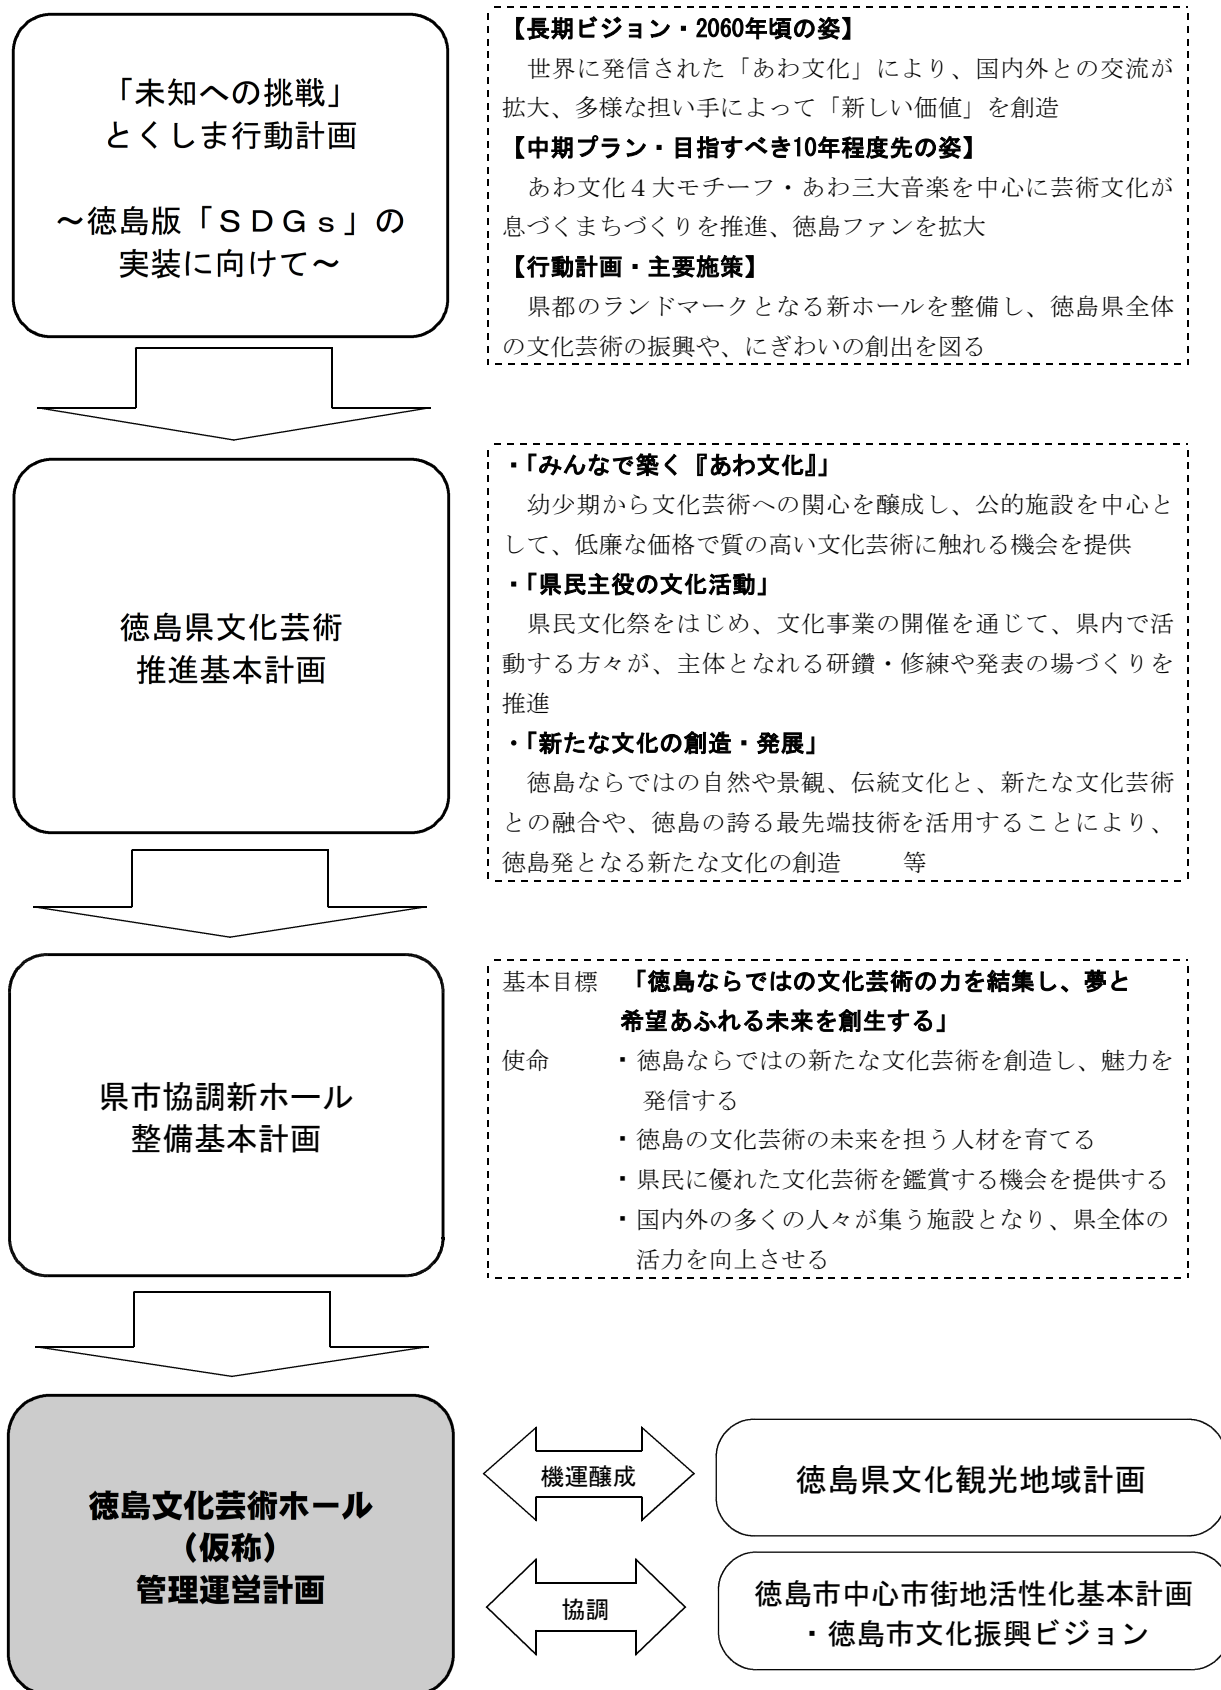 「未知への挑戦」
とくしま行動計画
～徳島版「ＳＤＧｓ」の
実装に向けて～
【長期ビジョン・2060年頃の姿】
世界に発信された「あわ文化」により、国内外との交流が
拡大、多様な担い手によって「新しい価値」を創造
【中期プラン・目指すべき10年程度先の姿】
あわ文化４大モチーフ・あわ三大音楽を中心に芸術文化が
息づくまちづくりを推進、徳島ファンを拡大
【行動計画・主要施策】
県都のランドマークとなる新ホールを整備し、徳島県全体
の文化芸術の振興や、にぎわいの創出を図る
徳島県文化芸術
推進基本計画
・「みんなで築く『あわ文化』」
幼少期から文化芸術への関心を醸成し、公的施設を中心と
して、低廉な価格で質の高い文化芸術に触れる機会を提供
・「県民主役の文化活動」
県民文化祭をはじめ、文化事業の開催を通じて、県内で活
動する方々が、主体となれる研鑽・修練や発表の場づくりを
推進
・「新たな文化の創造・発展」
徳島ならではの自然や景観、伝統文化と、新たな文化芸術
との融合や、徳島の誇る最先端技術を活用することにより、
徳島発となる新たな文化の創造　　等
県市協調新ホール
整備基本計画
基本目標　「徳島ならではの文化芸術の力を結集し、夢と
希望あふれる未来を創生する」
使命　・徳島ならではの新たな文化芸術を創造し、魅力を
発信する
・徳島の文化芸術の未来を担う人材を育てる
・県民に優れた文化芸術を鑑賞する機会を提供する
・国内外の多くの人々が集う施設となり、県全体の
活力を向上させる
徳島文化芸術ホール
（仮称）
管理運営計画
機運醸成
徳島県文化観光地域計画
協調
徳島市中心市街地活性化基本計画
・徳島市文化振興ビジョン